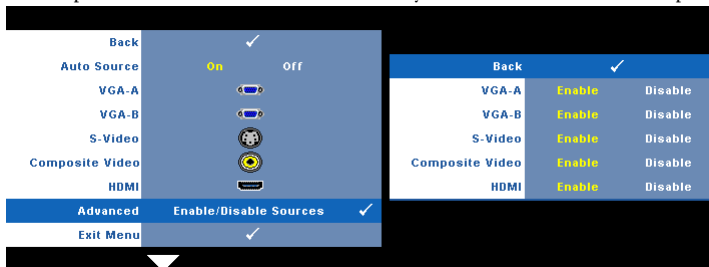 Back
Auto Source On Off
VGA-A
VGA-B
S-Video
Composite Video
HDMI
Advanced Enable/Disable Sources
Exit Menu
Back
VGA-A Enable Disable
VGA-B Enable Disable
S-Video Enable Disable
Composite Video Enable Disable
HDMI Enable Disable